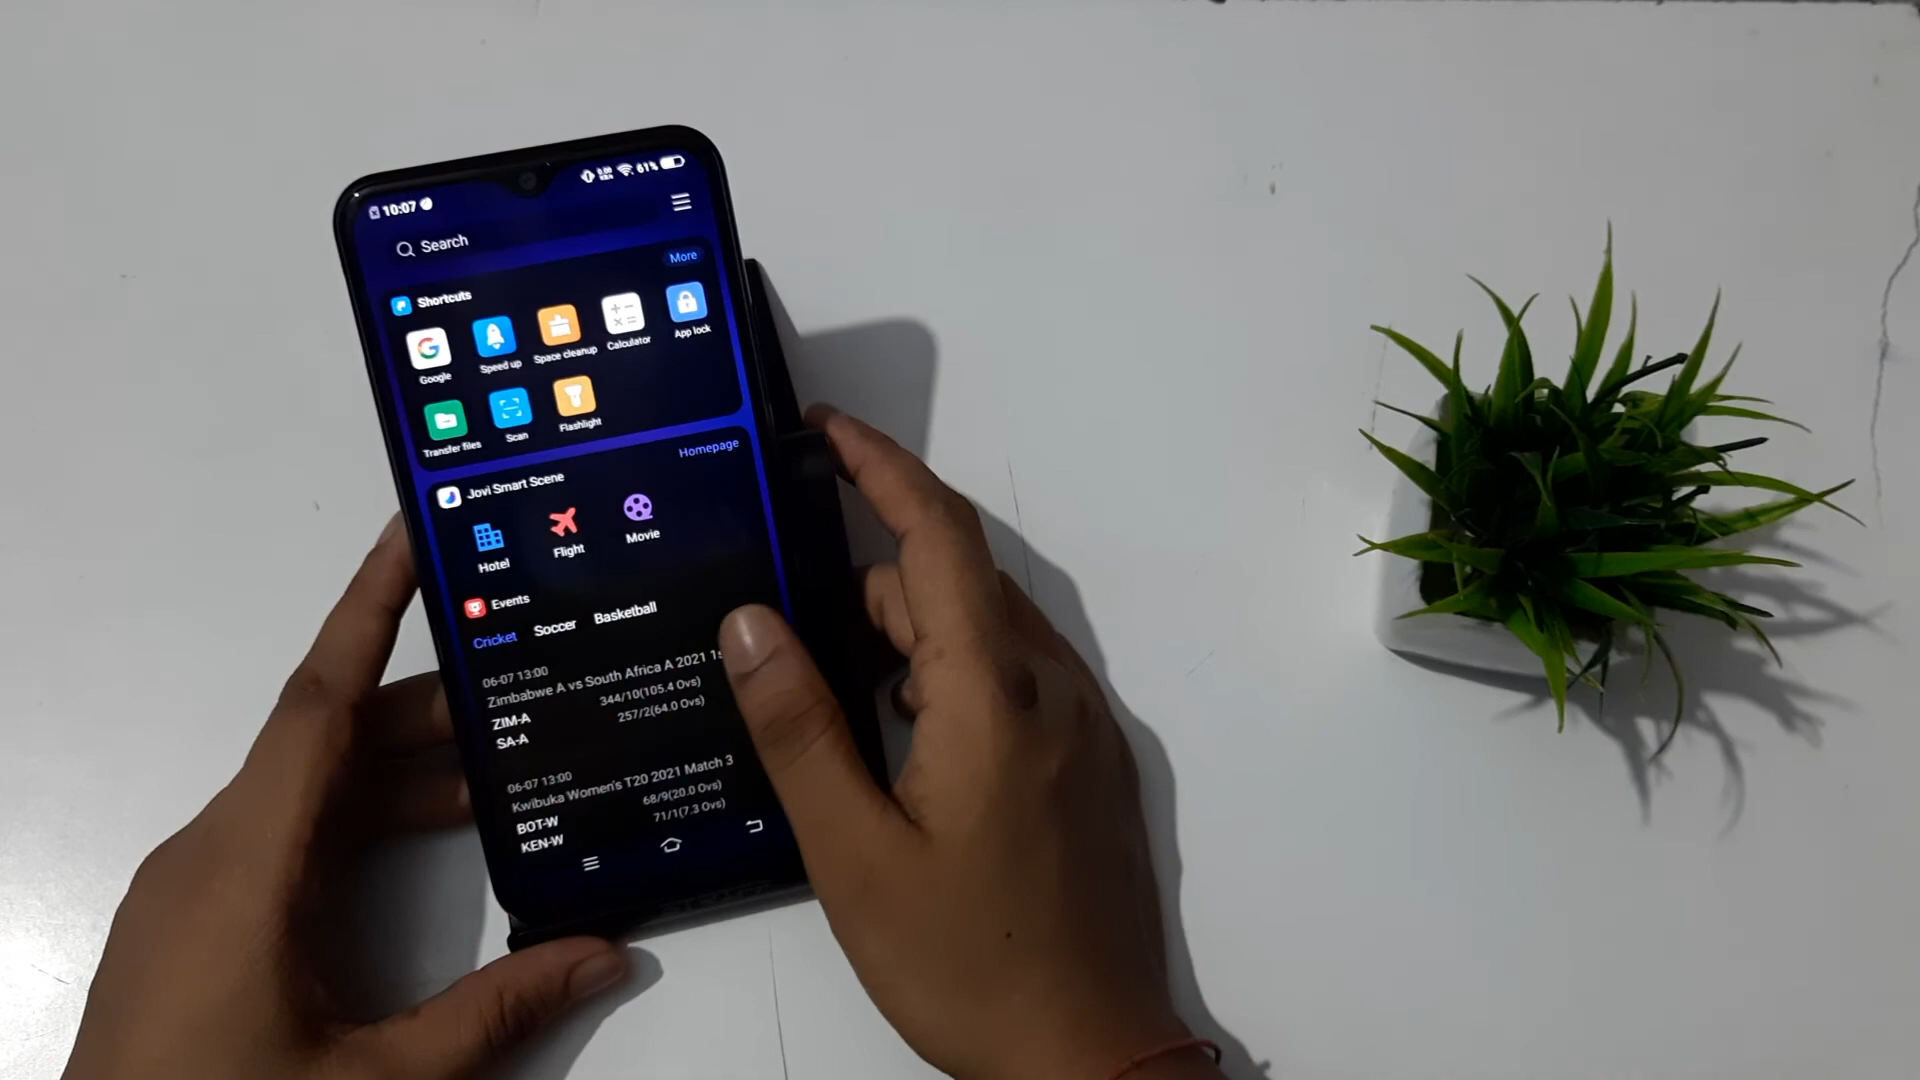 10:07 61%
Search
More
Shortcuts
Google Speed up Space cleanup Calculator App lock
Transfer files Scan Flashlight
Homepage
Jovi Smart Scene
Hotel Flight Movie
Events
Cricket Soccer Basketball
06-07 13:00
Zimbabwe A vs South Africa A 2021
ZIM-A 344/10(105.4 Ovs)
SA-A 257/2(64.0 Ovs)
06-07 13:00
Kwibuka Women's T20 2021 Match 3
BOT-W 68/9(20.0 Ovs)
KEN-W 71/1(7.3 Ovs)